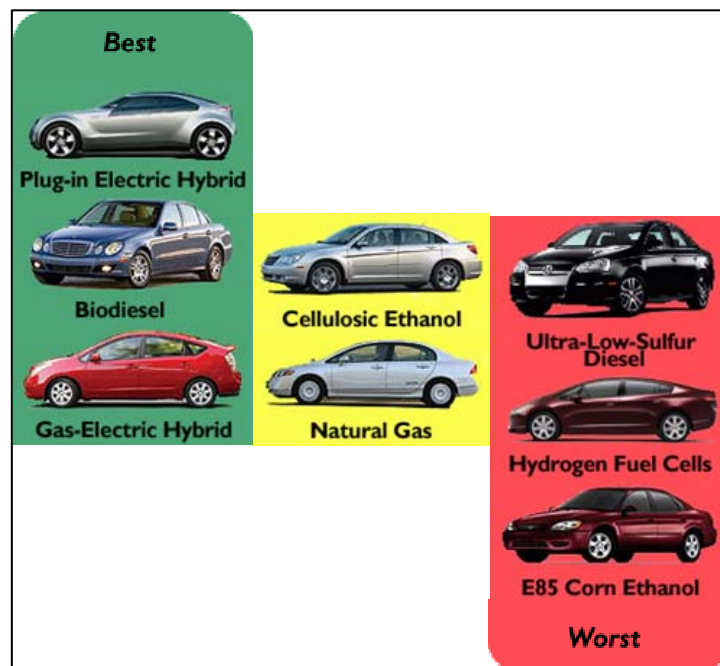 Best
Plug-in Electric Hybrid
Biodiesel
Gas-Electric Hybrid
Cellulosic Ethanol
Natural Gas
Ultra-Low-Sulfur
Diesel
Hydrogen Fuel Cells
E85 Corn Ethanol
Worst